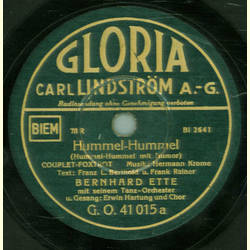 GLORIA
CARL LINDSTRÖM A.-G.
Radiosendung ohne Genehmigung verboten
BIEM
78 R
BI 2641
Hummel-Hummel
(Hummel-Hummel mit Humor)
COUPLET-FOXTROT Musik: Hermann Krome
Text: Franz L. Berthold u. Frank Rainer
BERNHARD ETTE
mit seinem Tanz-Orchester
u. Gesang: Erwin Hartung und Chor
G. O. 41 015 a